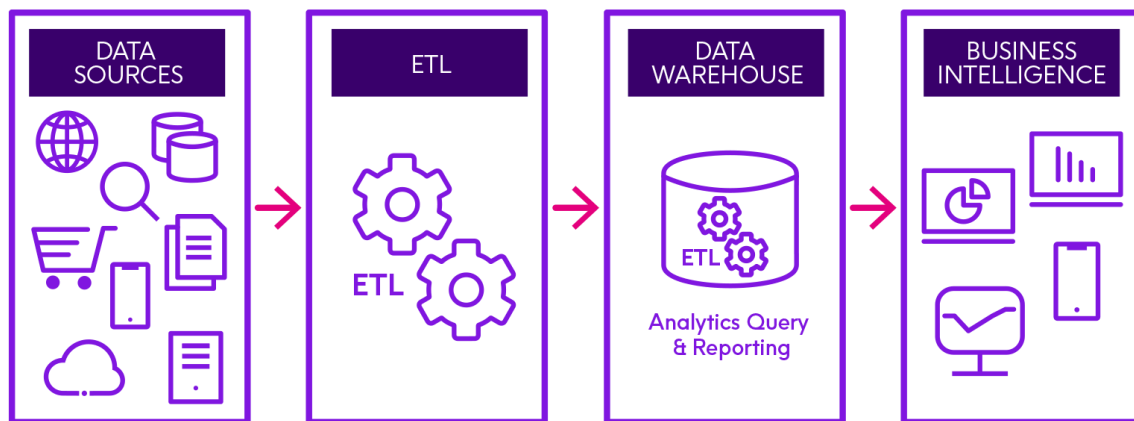 DATA
SOURCES
ETL
ETL
DATA
WAREHOUSE
ETL
Analytics Query
& Reporting
BUSINESS
INTELLIGENCE